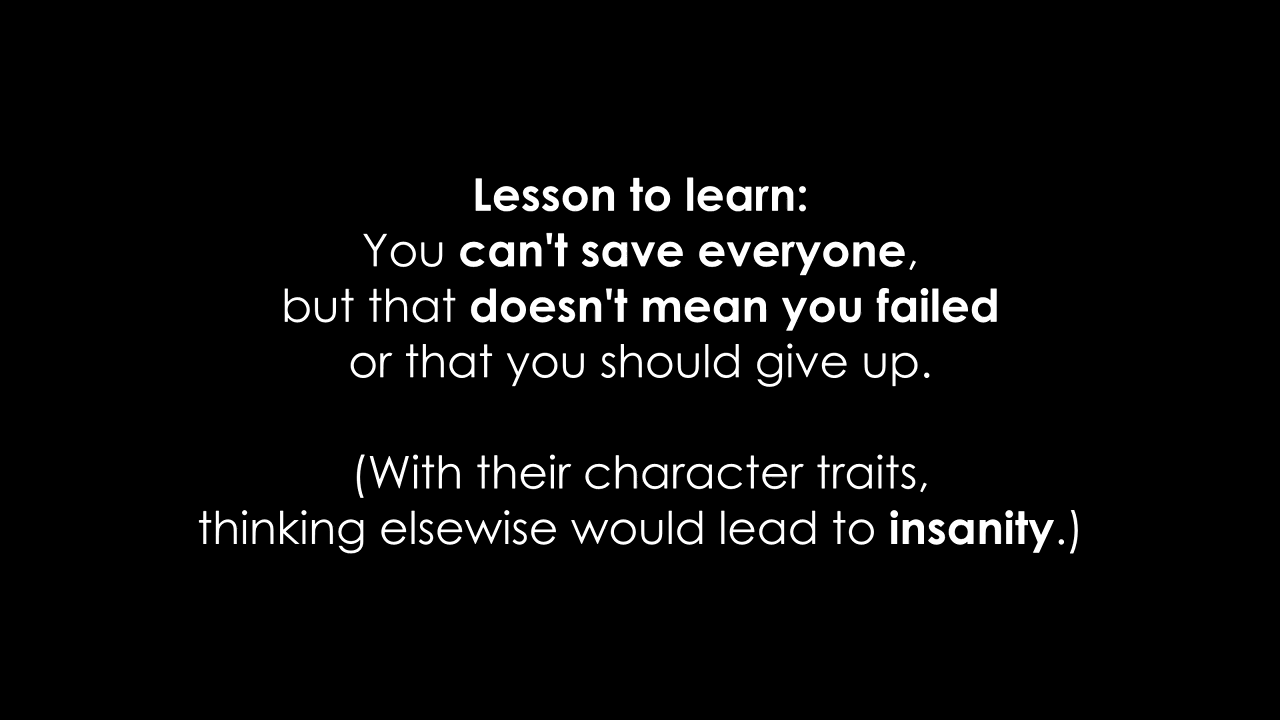 Lesson to learn:
You can't save everyone,
but that doesn't mean you failed
or that you should give up.
(With their character traits,
thinking elsewise would lead to insanity.)